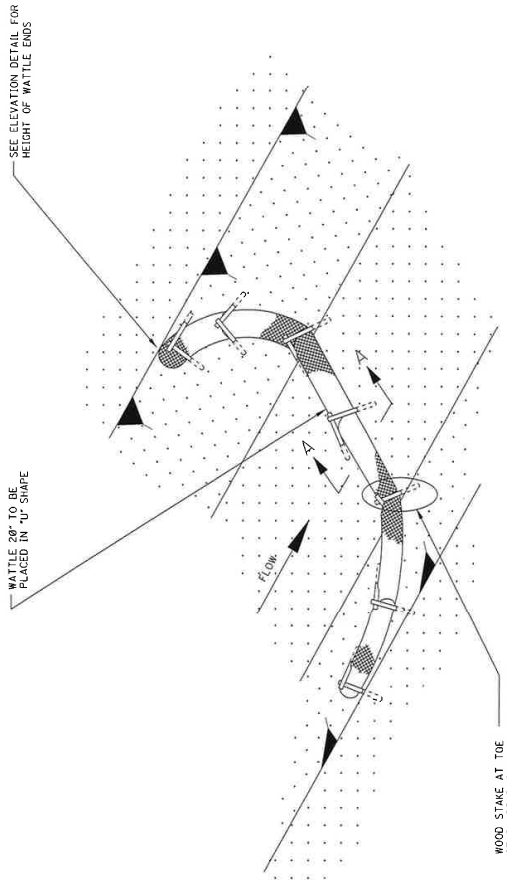 SEE ELEVATION DETAIL FOR
HEIGHT OF WATTLE ENDS
WATTLE 20" TO BE
PLACED IN "U" SHAPE
A
A
FLOW
WOOD STAKE AT TOE